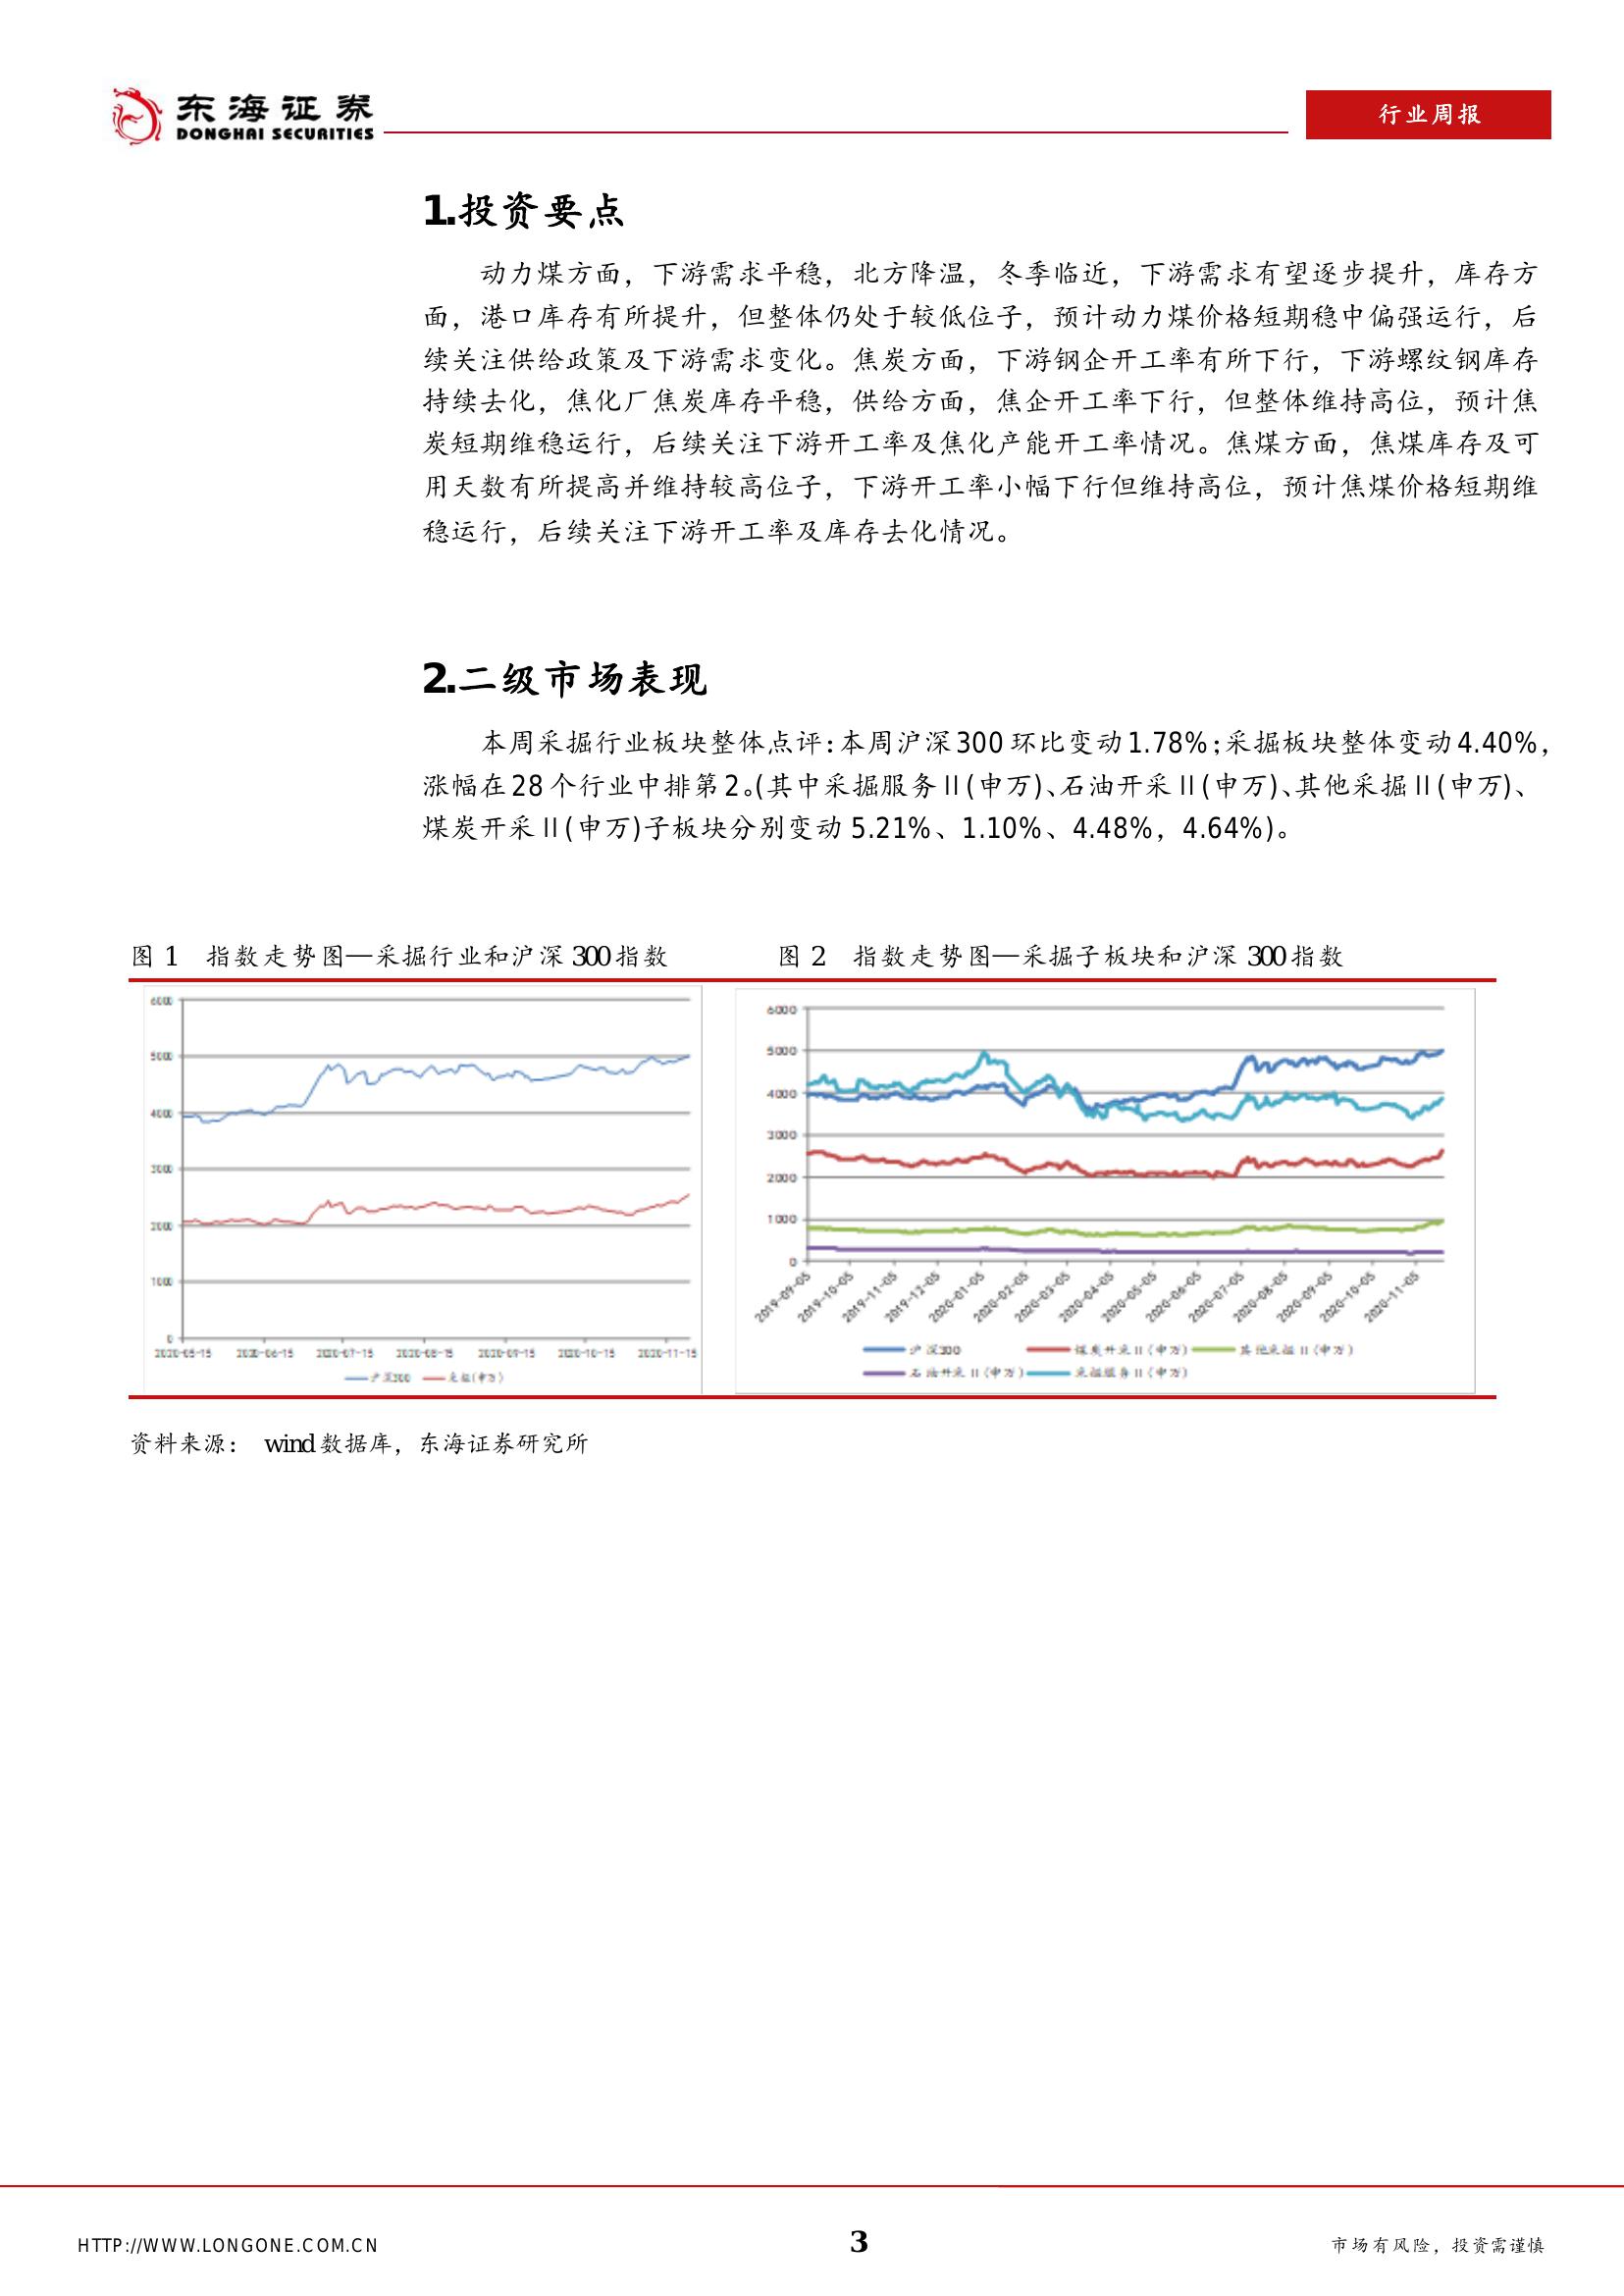 东海证券
DONGHAI SECURITIES
行业周报
1.投资要点
动力煤方面，下游需求平稳，北方降温，冬季临近，下游需求有望逐步提升，库存方
面，港口库存有所提升，但整体仍处于较低位子，预计动力煤价格短期稳中偏强运行，后
续关注供给政策及下游需求变化。焦炭方面，下游钢企开工率有所下行，下游螺纹钢库存
持续去化，焦化厂焦炭库存平稳，供给方面，焦企开工率下行，但整体维持高位，预计焦
炭短期维稳运行，后续关注下游开工率及焦化产能开工率情况。焦煤方面，焦煤库存及可
用天数有所提高并维持较高位子，下游开工率小幅下行但维持高位，预计焦煤价格短期维
稳运行，后续关注下游开工率及库存去化情况。
2.二级市场表现
本周采掘行业板块整体点评：本周沪深300环比变动1.78%；采掘板块整体变动4.40%，
涨幅在28个行业中排第2。(其中采掘服务Ⅱ(申万)、石油开采Ⅱ(申万)、其他采掘Ⅱ(申万)、
煤炭开采Ⅱ(申万)子板块分别变动 5.21%、1.10%、4.48%，4.64%)。
图 1 指数走势图—采掘行业和沪深 300 指数
图 2 指数走势图—采掘子板块和沪深 300 指数
6000
5000
4000
3000
2000
1000
0
2020-05-15 2020-06-15 2020-07-15 2020-08-15 2020-09-15 2020-10-15 2020-11-15
沪深300 采掘(申万)
6000
5000
4000
3000
2000
1000
0
2019-09-05 2019-10-05 2019-11-05 2019-12-05 2020-01-05 2020-02-05 2020-03-05 2020-04-05 2020-05-05 2020-06-05 2020-07-05 2020-08-05 2020-09-05 2020-10-05 2020-11-05
沪深300 煤炭开采Ⅱ(申万) 其他采掘Ⅱ(申万)
石油开采Ⅱ(申万) 采掘服务Ⅱ(申万)
资料来源： wind数据库，东海证券研究所
HTTP://WWW.LONGONE.COM.CN
3
市场有风险，投资需谨慎